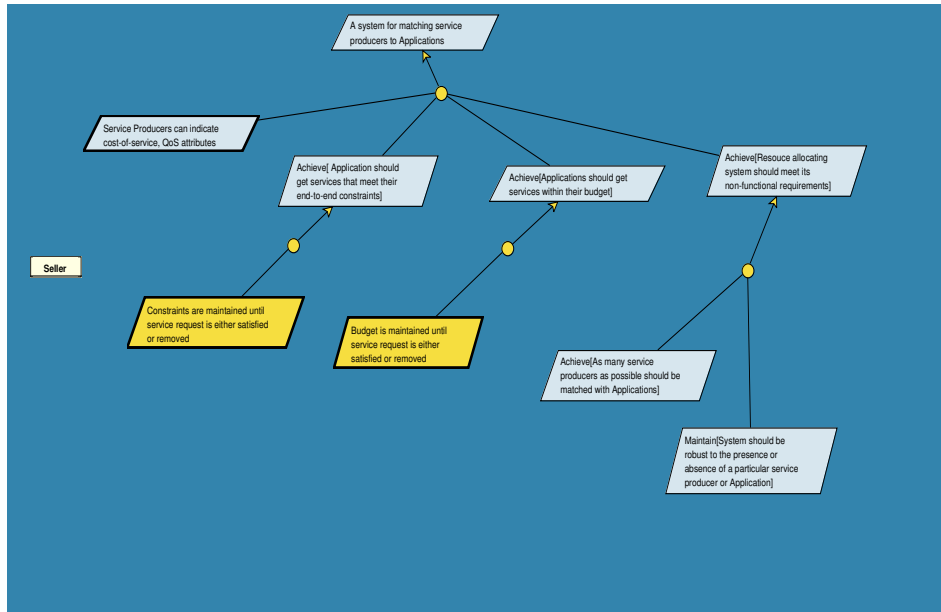 A system for matching service
producers to Applications
Service Producers can indicate
cost-of-service, QoS attributes
Achieve[ Application should
get services that meet their
end-to-end constraints]
Achieve[Applications should get
services within their budget]
Achieve[Resouce allocating
system should meet its
non-functional requirements]
Seller
Constraints are maintained until
service request is either satisfied
or removed
Budget is maintained until
service request is either
satisfied or removed
Achieve[As many service
producers as possible should be
matched with Applications]
Maintain[System should be
robust to the presence or
absence of a particular service
producer or Application]